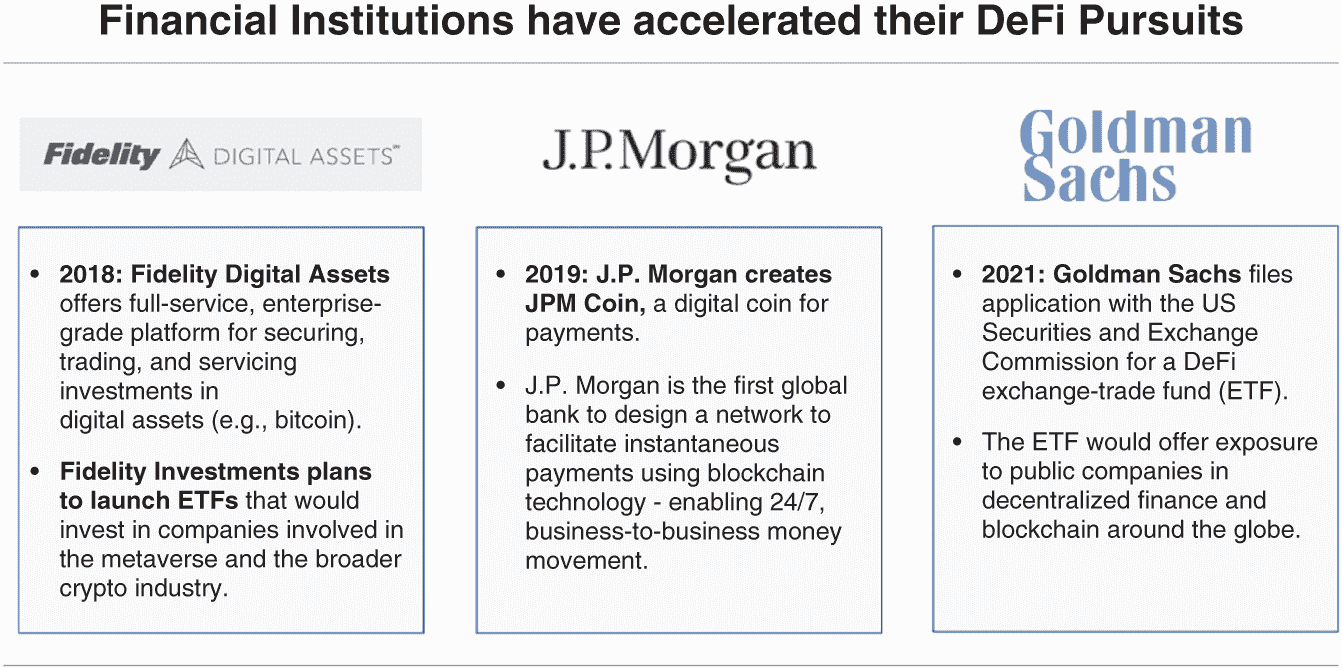 Financial Institutions have accelerated their DeFi Pursuits
Fidelity DIGITAL ASSETS℠
J.P.Morgan
Goldman
Sachs
• 2018: Fidelity Digital Assets
offers full-service, enterprise-
grade platform for securing,
trading, and servicing
investments in
digital assets (e.g., bitcoin).
• Fidelity Investments plans
to launch ETFs that would
invest in companies involved in
the metaverse and the broader
crypto industry.
• 2019: J.P. Morgan creates
JPM Coin, a digital coin for
payments.
• J.P. Morgan is the first global
bank to design a network to
facilitate instantaneous
payments using blockchain
technology - enabling 24/7,
business-to-business money
movement.
• 2021: Goldman Sachs files
application with the US
Securities and Exchange
Commission for a DeFi
exchange-trade fund (ETF).
• The ETF would offer exposure
to public companies in
decentralized finance and
blockchain around the globe.